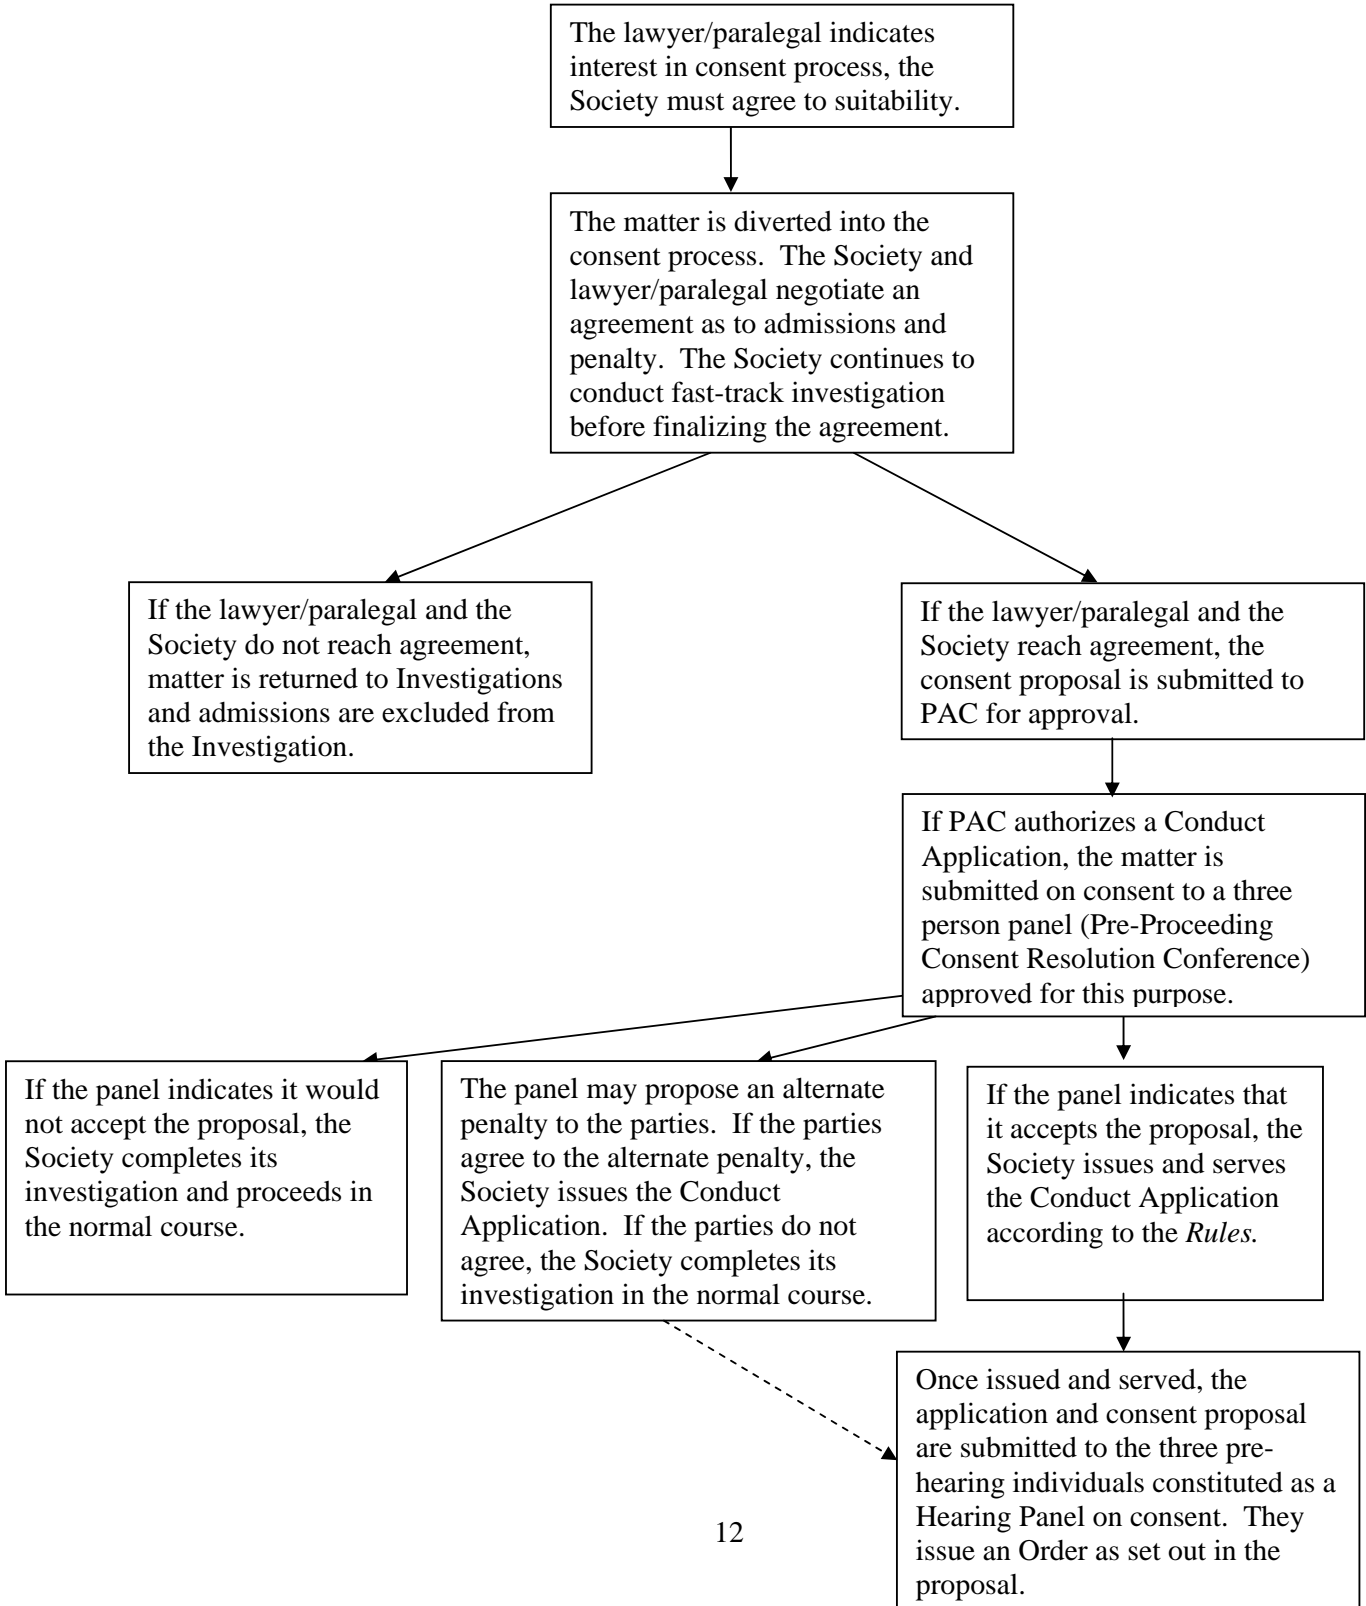 The lawyer/paralegal indicates
interest in consent process, the
Society must agree to suitability.
The matter is diverted into the
consent process.  The Society and
lawyer/paralegal negotiate an
agreement as to admissions and
penalty.  The Society continues to
conduct fast-track investigation
before finalizing the agreement.
If the lawyer/paralegal and the
Society do not reach agreement,
matter is returned to Investigations
and admissions are excluded from
the Investigation.
If the lawyer/paralegal and the
Society reach agreement, the
consent proposal is submitted to
PAC for approval.
If PAC authorizes a Conduct
Application, the matter is
submitted on consent to a three
person panel (Pre-Proceeding
Consent Resolution Conference)
approved for this purpose.
If the panel indicates it would
not accept the proposal, the
Society completes its
investigation and proceeds in
the normal course.
The panel may propose an alternate
penalty to the parties.  If the parties
agree to the alternate penalty, the
Society issues the Conduct
Application.  If the parties do not
agree, the Society completes its
investigation in the normal course.
If the panel indicates that
it accepts the proposal, the
Society issues and serves
the Conduct Application
according to the Rules.
Once issued and served, the
application and consent proposal
are submitted to the three pre-
hearing individuals constituted as a
Hearing Panel on consent.  They
issue an Order as set out in the
proposal.
12